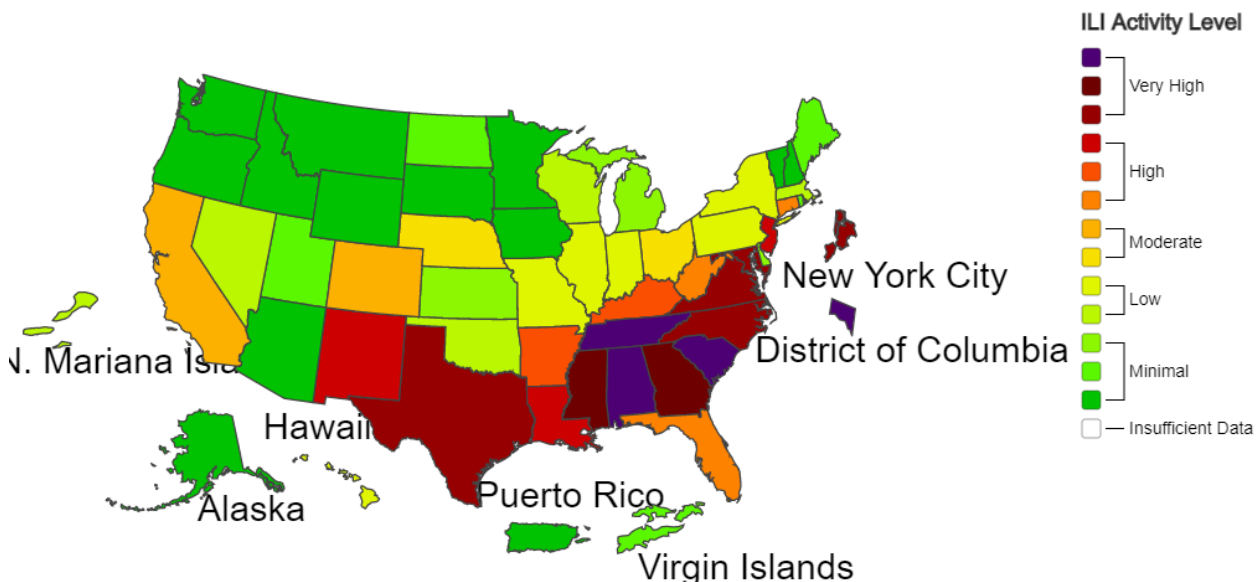 ILI Activity Level
Very High
High
Moderate
Low
Minimal
Insufficient Data
New York City
District of Columbia
N. Mariana Isla
Hawaii
Alaska
Puerto Rico
Virgin Islands